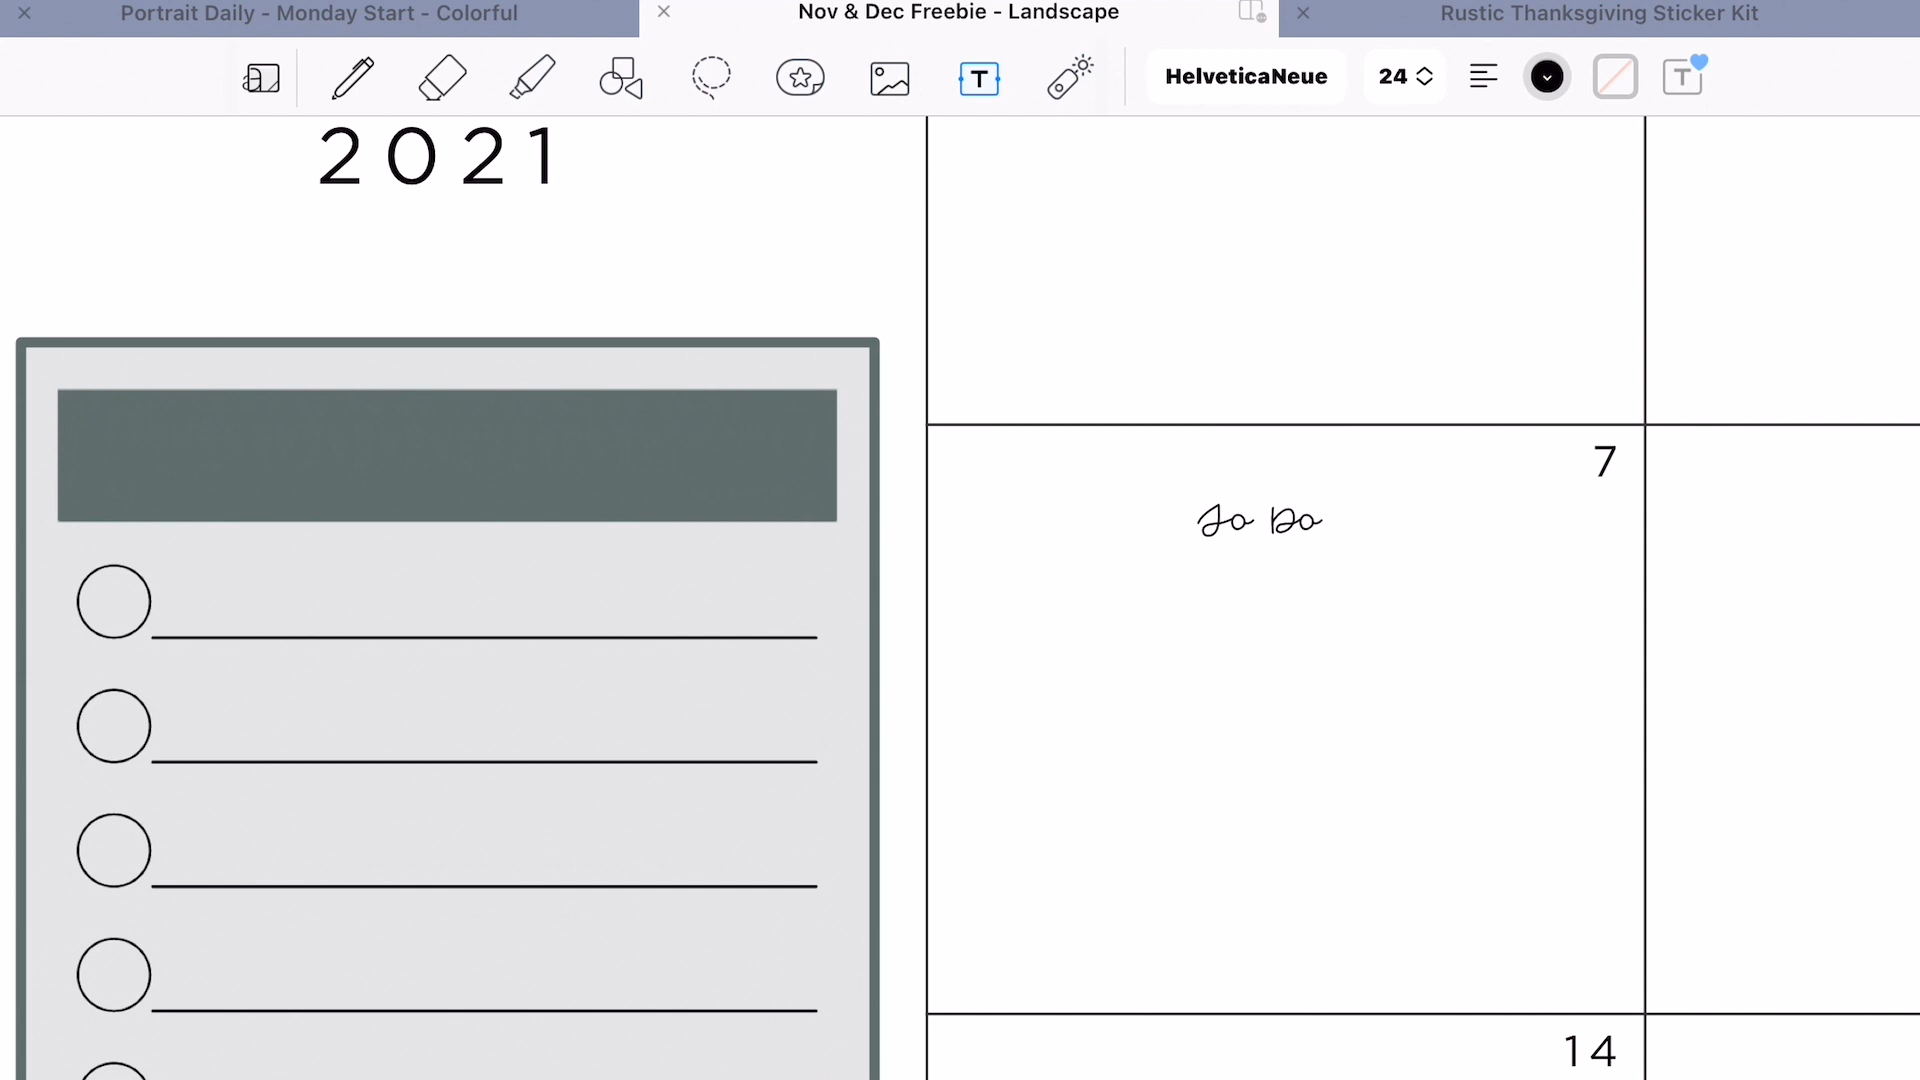 Portrait Daily - Monday Start - Colorful
Nov & Dec Freebie - Landscape
Rustic Thanksgiving Sticker Kit
HelveticaNeue
24
2021
7
To Do
14